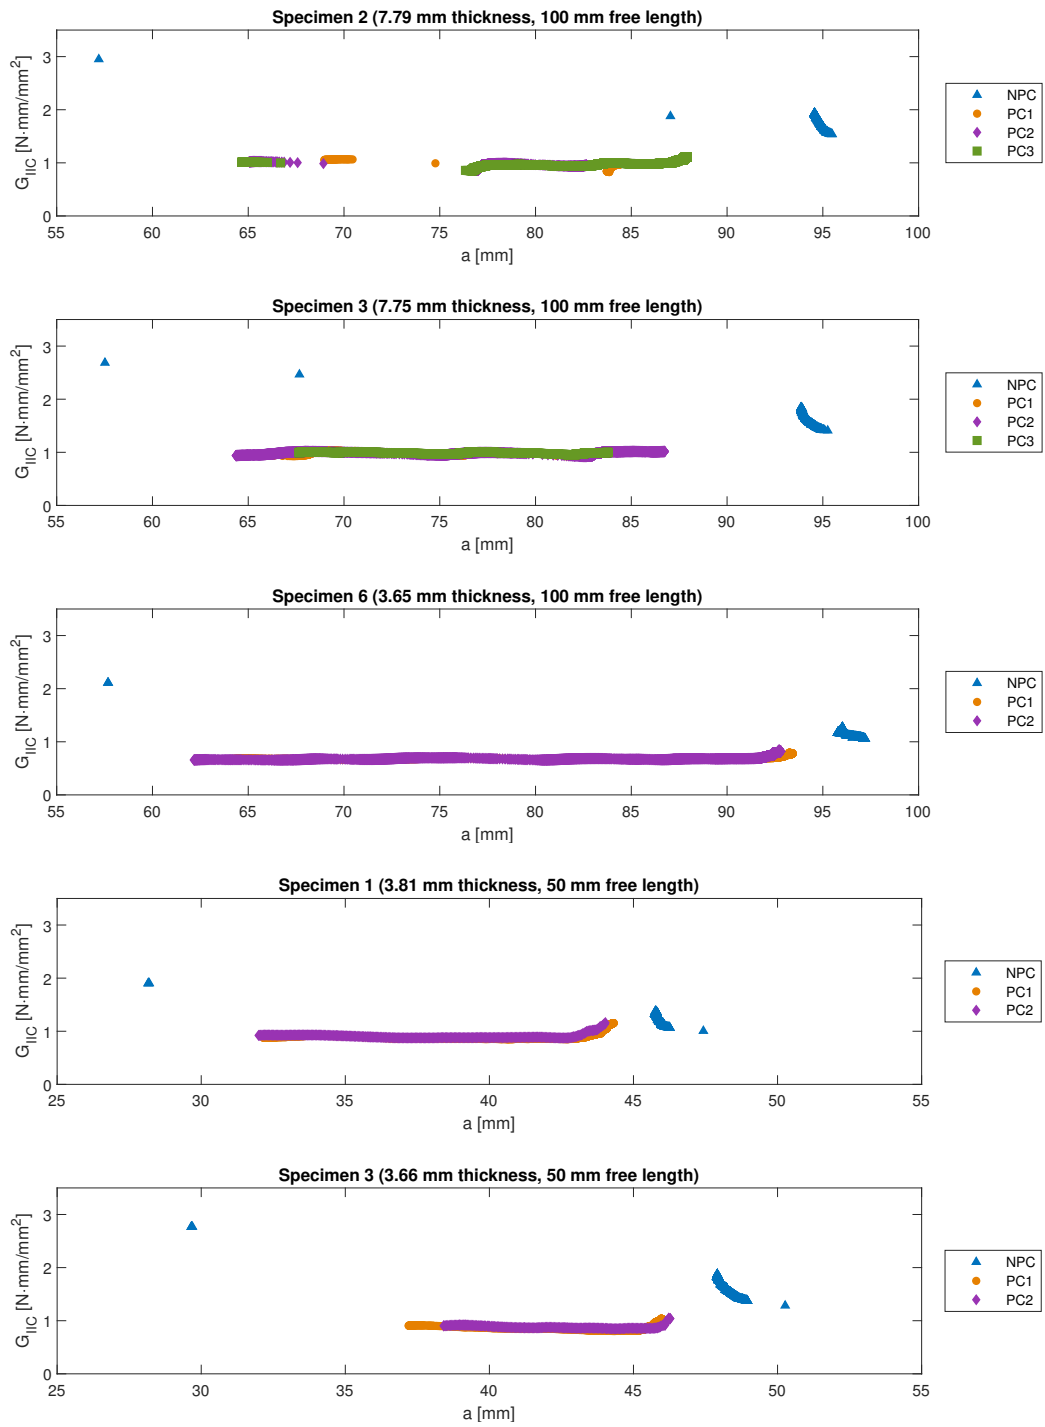 Specimen 2 (7.79 mm thickness, 100 mm free length)
G_IIC [N·mm/mm²]
3
2
1
0
55 60 65 70 75 80 85 90 95 100
a [mm]
NPC
PC1
PC2
PC3
Specimen 3 (7.75 mm thickness, 100 mm free length)
G_IIC [N·mm/mm²]
3
2
1
0
55 60 65 70 75 80 85 90 95 100
a [mm]
NPC
PC1
PC2
PC3
Specimen 6 (3.65 mm thickness, 100 mm free length)
G_IIC [N·mm/mm²]
3
2
1
0
55 60 65 70 75 80 85 90 95 100
a [mm]
NPC
PC1
PC2
Specimen 1 (3.81 mm thickness, 50 mm free length)
G_IIC [N·mm/mm²]
3
2
1
0
25 30 35 40 45 50 55
a [mm]
NPC
PC1
PC2
Specimen 3 (3.66 mm thickness, 50 mm free length)
G_IIC [N·mm/mm²]
3
2
1
0
25 30 35 40 45 50 55
a [mm]
NPC
PC1
PC2